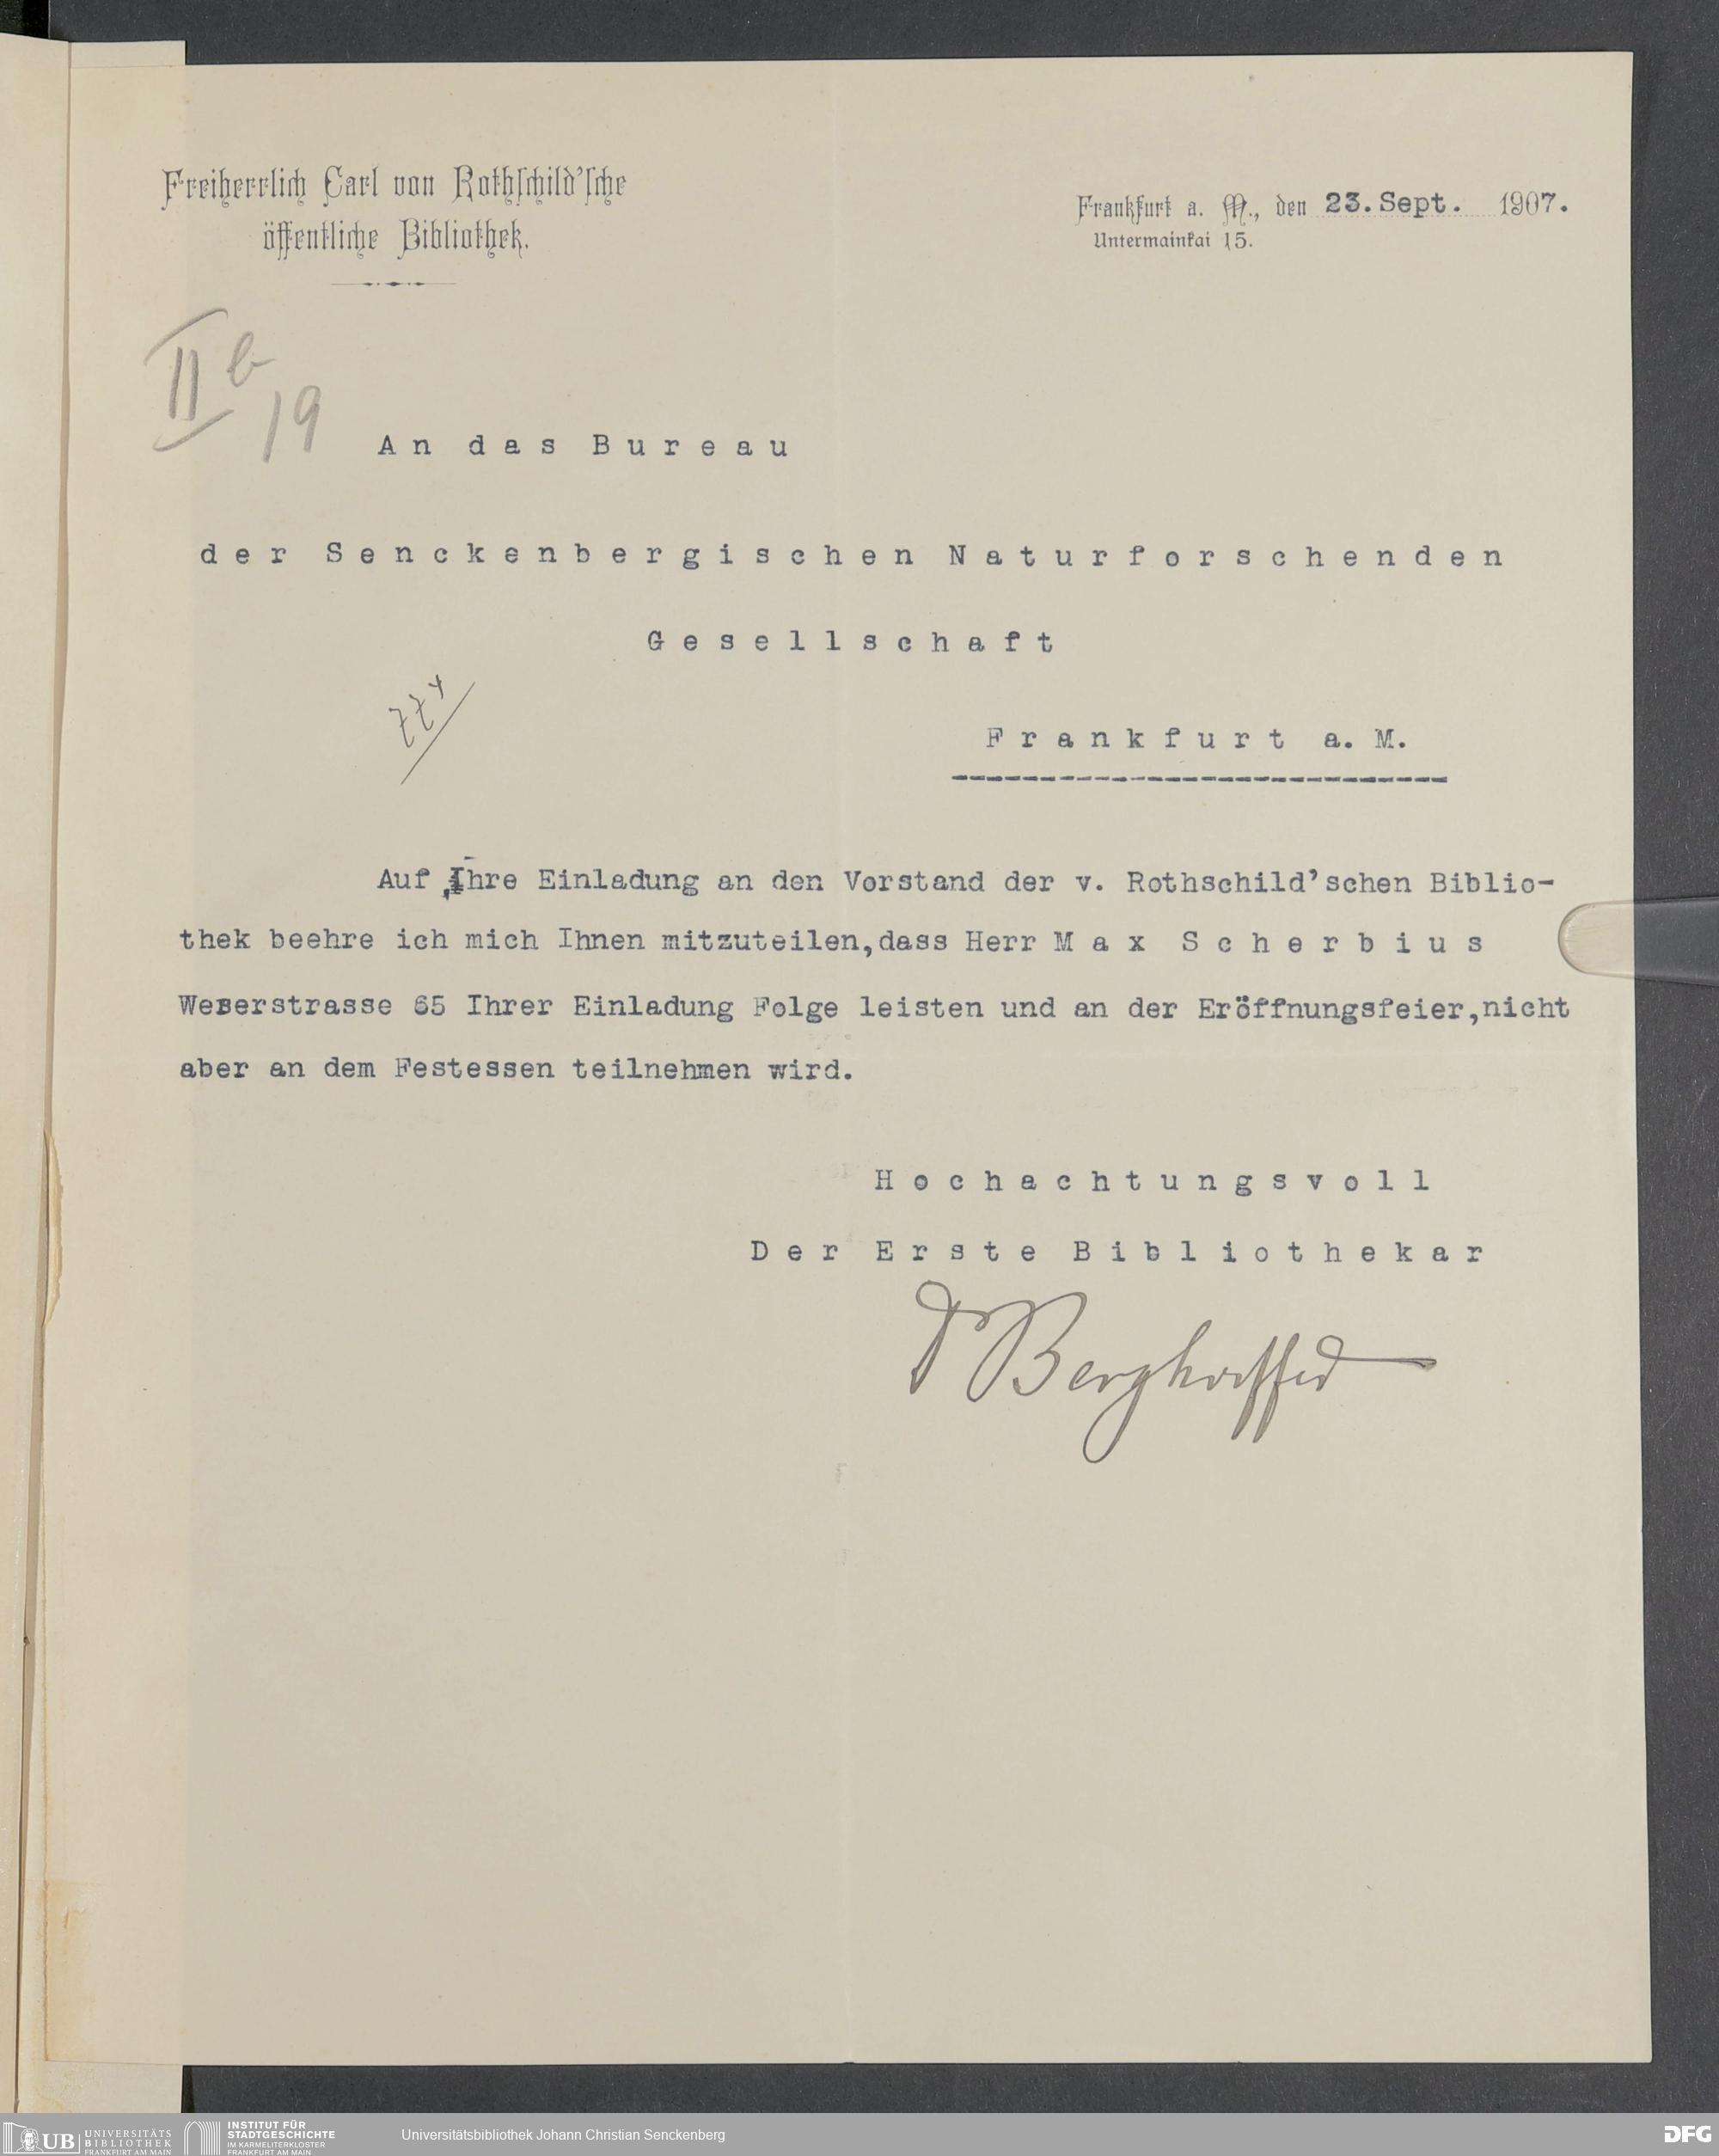 Freiherrlich Carl von Rothschild'sche
öffentliche Bibliothek.
Frankfurt a. M., den 23. Sept. 1907.
Untermainkai 15.
II b
19
An das Bureau
der Senckenbergischen Naturforschenden
Gesellschaft
Frankfurt a. M.
Auf Ihre Einladung an den Vorstand der v. Rothschild'schen Biblio-
thek beehre ich mich Ihnen mitzuteilen, dass Herr Max Scherbius
Weserstrasse 65 Ihrer Einladung Folge leisten und an der Eröffnungsfeier, nicht
aber an dem Festessen teilnehmen wird.
Hochachtungsvoll
Der Erste Bibliothekar
Dr Berghoeffer
UB UNIVERSITÄTS
BIBLIOTHEK
FRANKFURT AM MAIN
INSTITUT FÜR
STADTGESCHICHTE
IM KARMELITERKLOSTER
FRANKFURT AM MAIN
Universitätsbibliothek Johann Christian Senckenberg
DFG